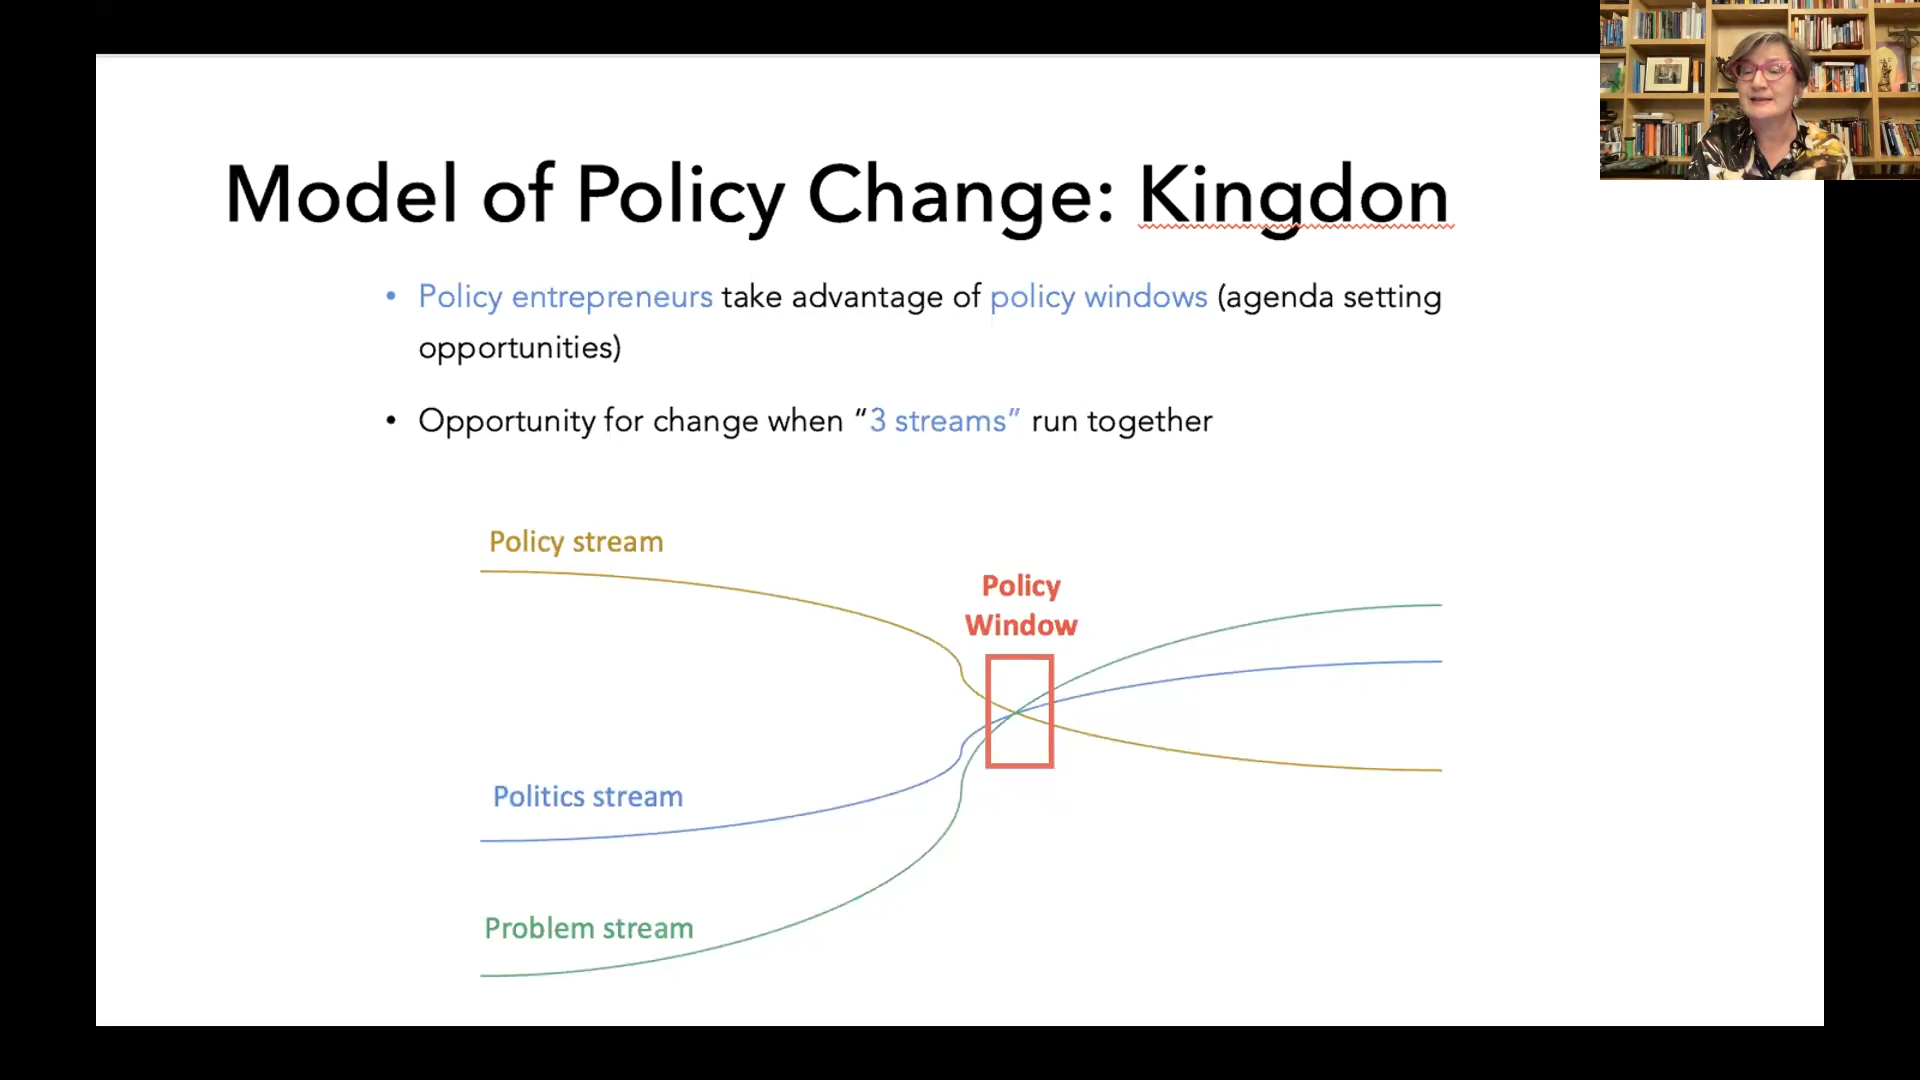 Model of Policy Change: Kingdon
• Policy entrepreneurs take advantage of policy windows (agenda setting
opportunities)
• Opportunity for change when “3 streams” run together
Policy stream
Policy
Window
Politics stream
Problem stream